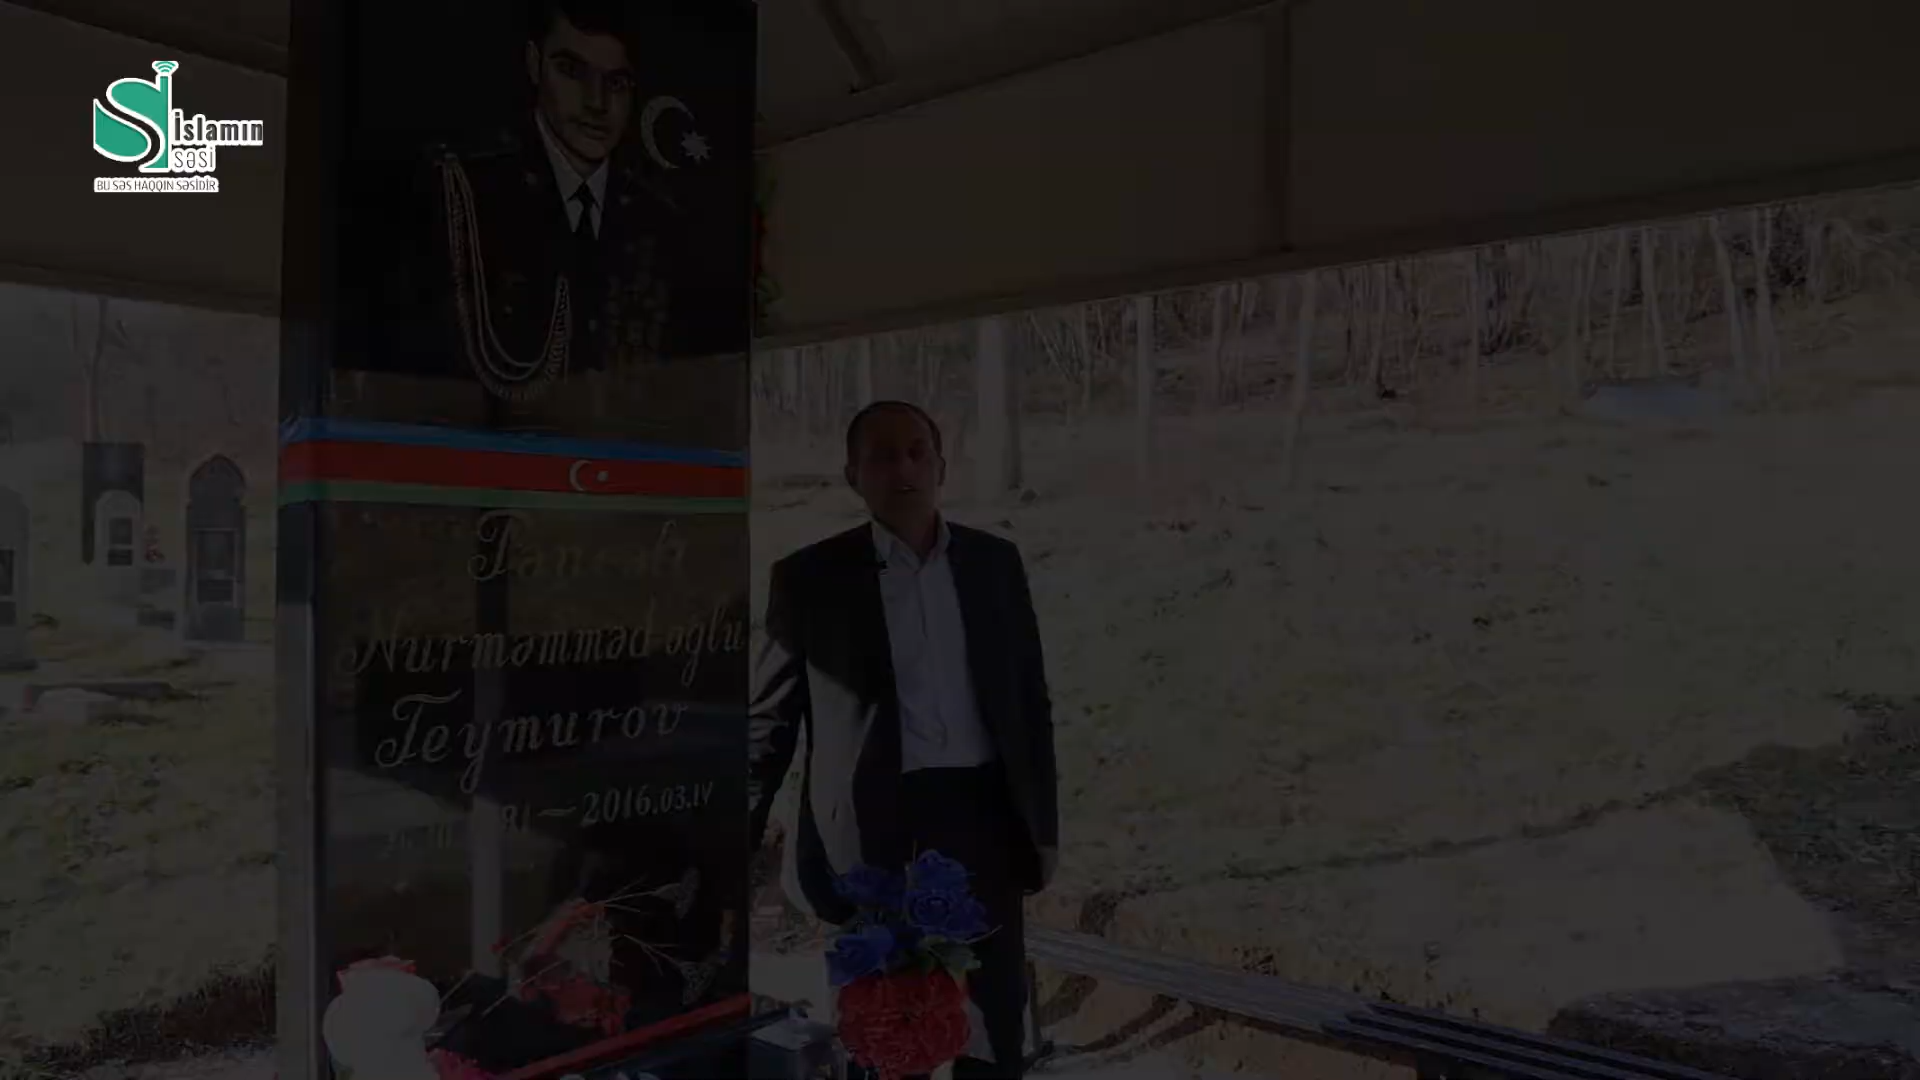 İslamın
səsi
BU SƏS HAQQIN SƏSİDİR
Nurməmməd oğlu
Teymurov
2016.03.IV